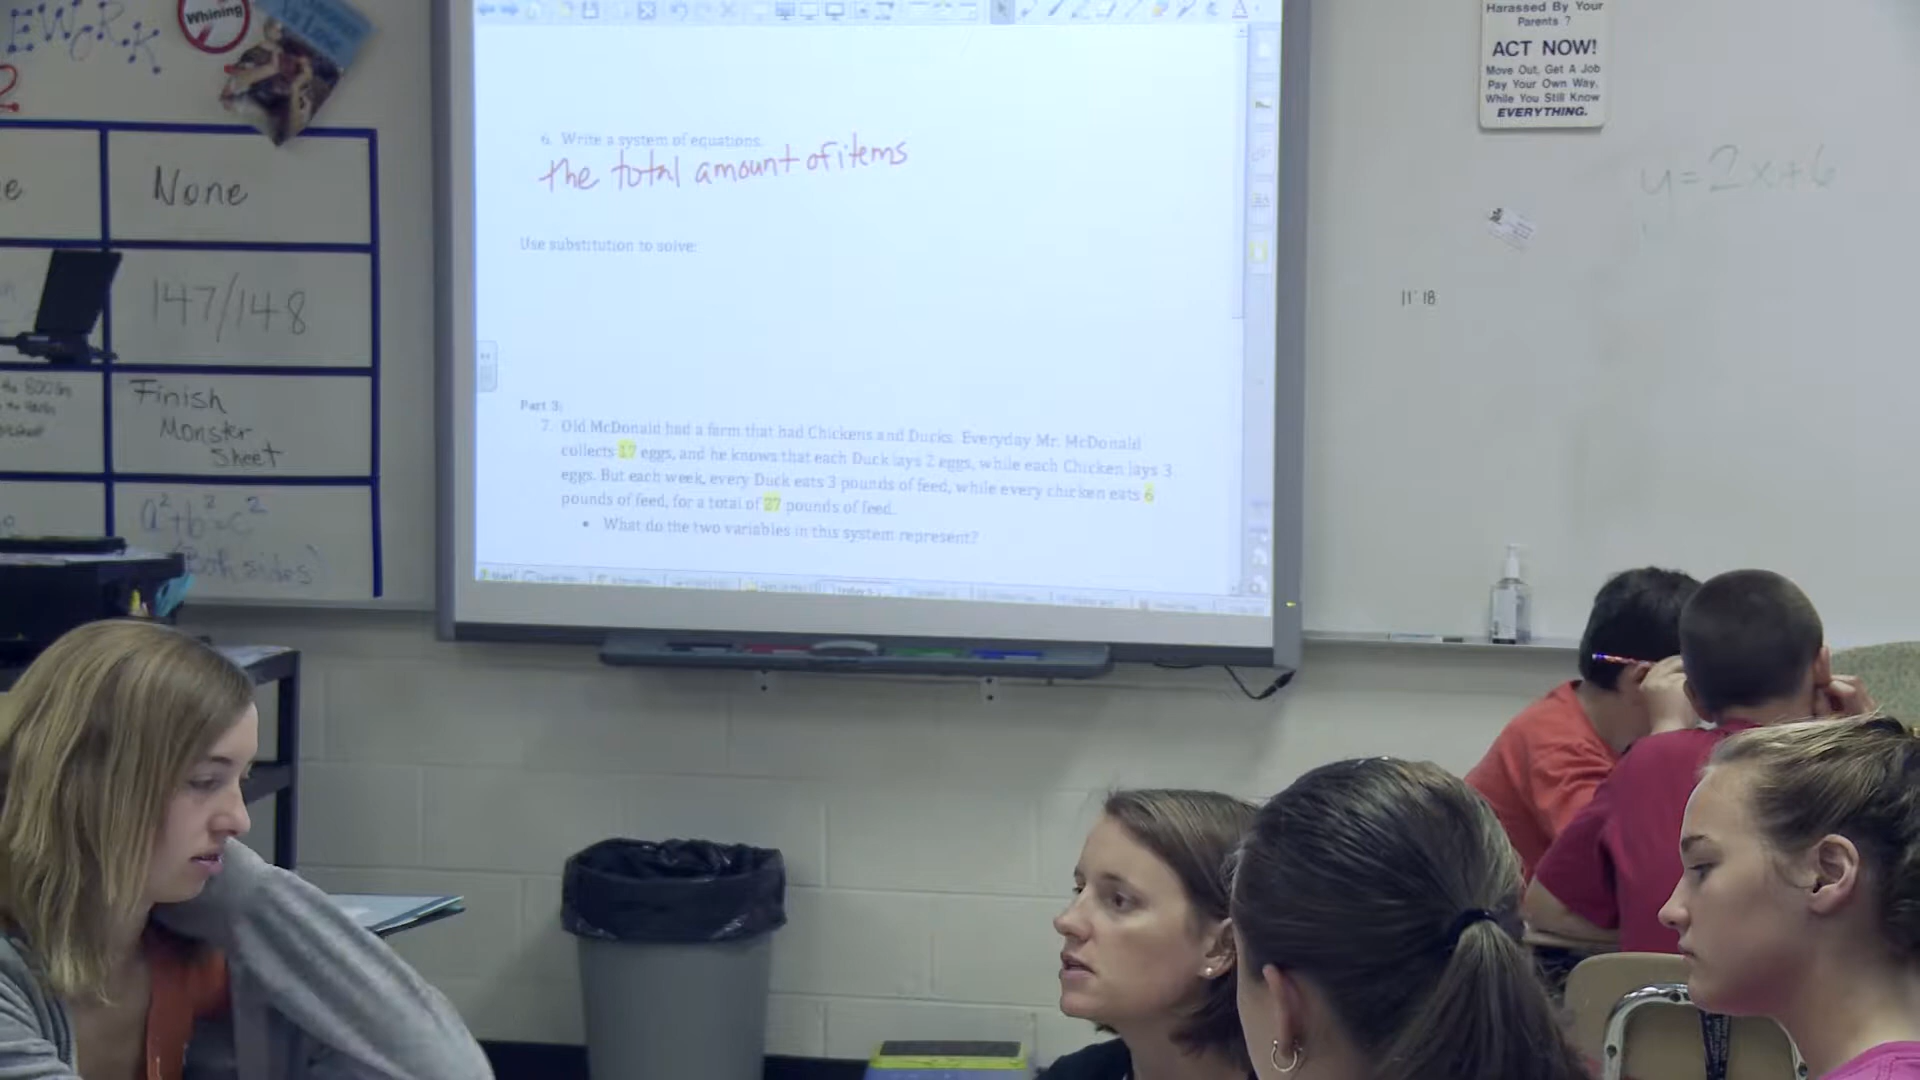 EWORK
Whining
2
e
None
147/148
Finish
Monster
Sheet
a²+b²=c²
(Both sides)
6. Write a system of equations.
the total amount of items
Use substitution to solve:
Part 3:
7. Old McDonald had a farm that had Chickens and Ducks. Everyday Mr. McDonald
collects 17 eggs, and he knows that each Duck lays 2 eggs, while each Chicken lays 3
eggs. But each week, every Duck eats 3 pounds of feed, while every chicken eats 6
pounds of feed, for a total of 27 pounds of feed.
• What do the two variables in this system represent?
Harassed By Your
Parents ?
ACT NOW!
Move Out, Get A Job
Pay Your Own Way,
While You Still Know
EVERYTHING.
y=2x+6
11:18